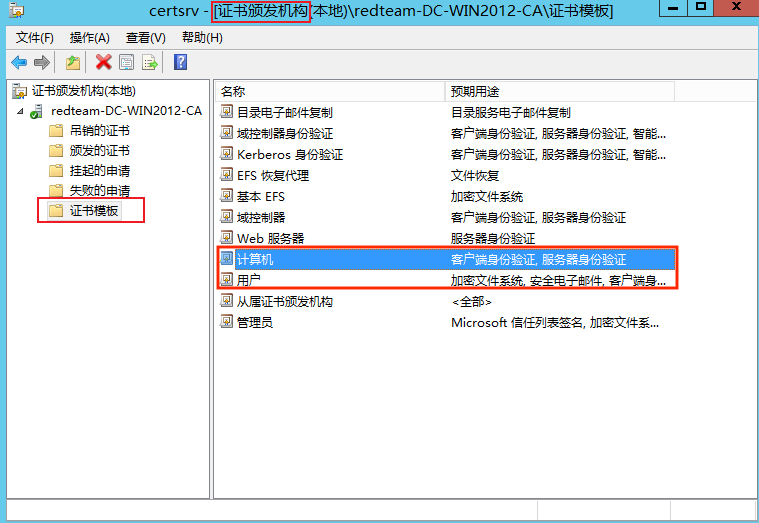 certsrv - [证书颁发机构(本地)\redteam-DC-WIN2012-CA\证书模板]
文件(F) 操作(A) 查看(V) 帮助(H)
证书颁发机构(本地)
redteam-DC-WIN2012-CA
吊销的证书
颁发的证书
挂起的申请
失败的申请
证书模板
名称 预期用途
目录电子邮件复制 目录服务电子邮件复制
域控制器身份验证 客户端身份验证, 服务器身份验证, 智能...
Kerberos 身份验证 客户端身份验证, 服务器身份验证, 智能...
EFS 恢复代理 文件恢复
基本 EFS 加密文件系统
域控制器 客户端身份验证, 服务器身份验证
Web 服务器 服务器身份验证
计算机 客户端身份验证, 服务器身份验证
用户 加密文件系统, 安全电子邮件, 客户端身...
从属证书颁发机构 <全部>
管理员 Microsoft 信任列表签名, 加密文件系...